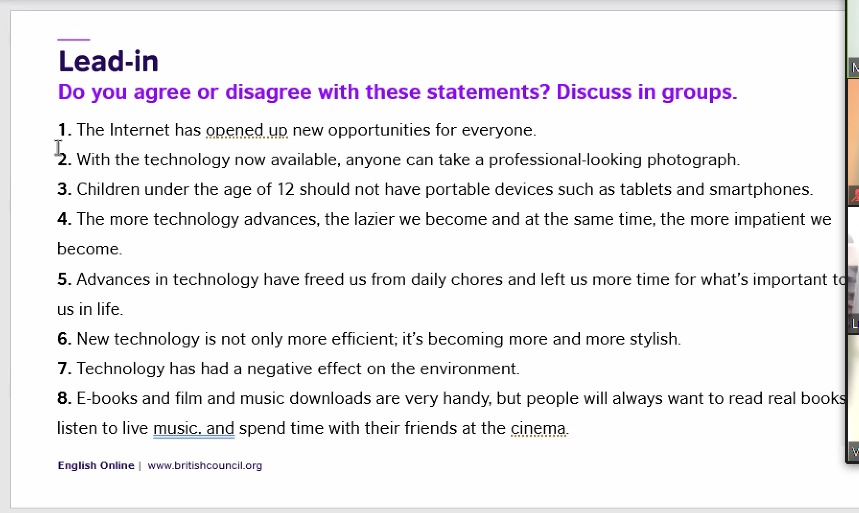 Lead-in
Do you agree or disagree with these statements? Discuss in groups.
1. The Internet has opened up new opportunities for everyone.
2. With the technology now available, anyone can take a professional-looking photograph.
3. Children under the age of 12 should not have portable devices such as tablets and smartphones.
4. The more technology advances, the lazier we become and at the same time, the more impatient we
become.
5. Advances in technology have freed us from daily chores and left us more time for what's important to
us in life.
6. New technology is not only more efficient; it's becoming more and more stylish.
7. Technology has had a negative effect on the environment.
8. E-books and film and music downloads are very handy, but people will always want to read real books
listen to live music. and spend time with their friends at the cinema.
English Online | www.britishcouncil.org